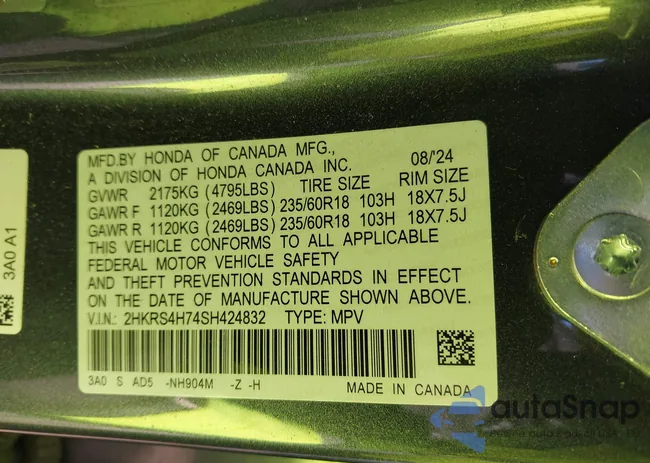 MFD.BY HONDA OF CANADA MFG.,
A DIVISION OF HONDA CANADA INC. 08/'24
GVWR 2175KG (4795LBS) TIRE SIZE RIM SIZE
GAWR F 1120KG (2469LBS) 235/60R18 103H 18X7.5J
GAWR R 1120KG (2469LBS) 235/60R18 103H 18X7.5J
THIS VEHICLE CONFORMS TO ALL APPLICABLE
FEDERAL MOTOR VEHICLE SAFETY
AND THEFT PREVENTION STANDARDS IN EFFECT
ON THE DATE OF MANUFACTURE SHOWN ABOVE.
V.I.N.: 2HKRS4H74SH424832 TYPE: MPV
3A0 S AD5 -NH904M -Z -H
MADE IN CANADA
3A0 A1
autaSnap